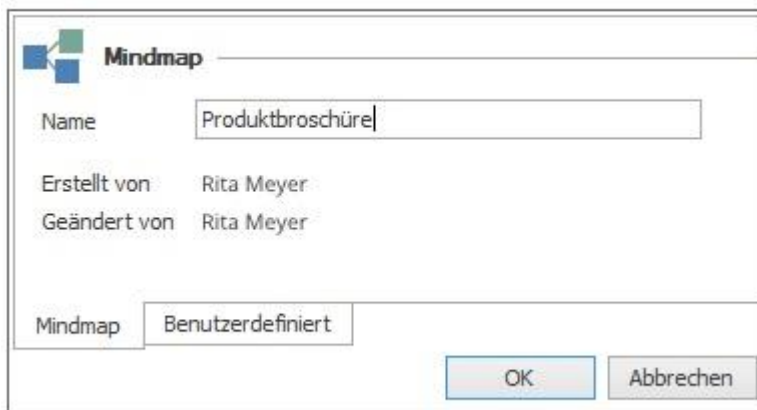 Mindmap
Name Produktbroschüre
Erstellt von Rita Meyer
Geändert von Rita Meyer
Mindmap Benutzerdefiniert
OK Abbrechen